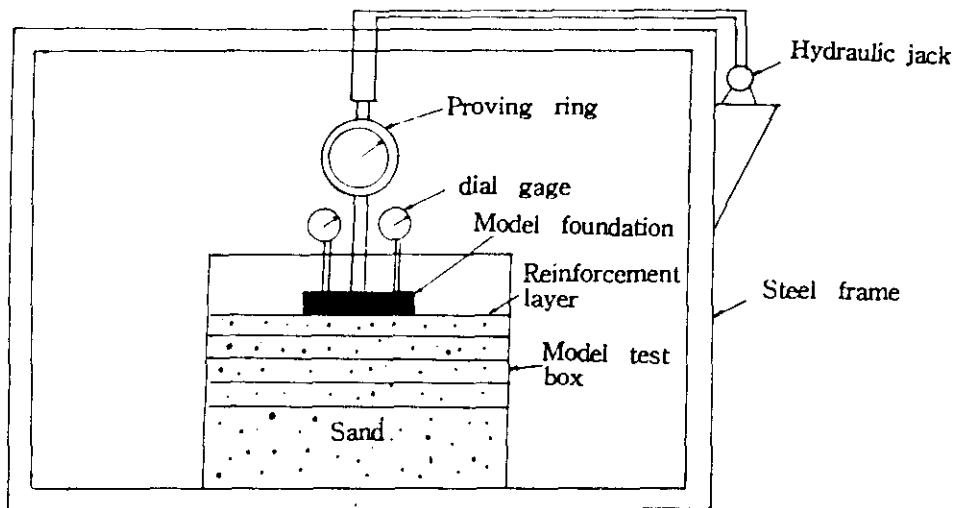 Hydraulic jack
Proving ring
dial gage
Model foundation
Reinforcement
layer
Steel frame
Model test
box
Sand